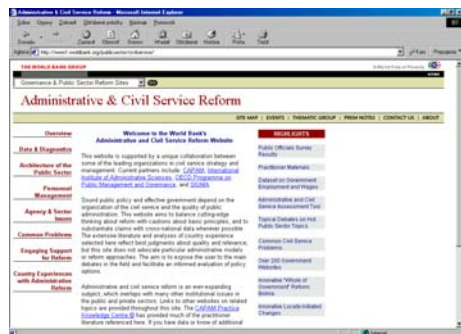 Administrative & Civil Service Reform - Microsoft Internet Explorer
THE WORLD BANK GROUP
A World Free of Poverty
HOME
Governance & Public Sector Reform Sites
Administrative & Civil Service Reform
SITE MAP | EVENTS | THEMATIC GROUP | PREM NOTES | CONTACT US | ABOUT
Overview
Data & Diagnostics
Architecture of the
Public Sector
Personnel
Management
Agency & Sector
Issues
Common Problems
Engaging Support
for Reform
Country Experiences
with Administration
Reform
Welcome to the World Bank's
Administrative and Civil Service Reform Website
This website is supported by a unique collaboration between
some of the leading organizations in civil service strategy and
management. Current partners include: CAPAM, International
Institute of Administrative Sciences, OECD Programme on
Public Management and Governance, and SIGMA.
Sound public policy and effective government depend on the
organization of the civil service and the quality of public
administration. This website aims to balance cutting-edge
thinking about reform with cautions about basic principles, and to
substantiate claims with cross-national data wherever possible.
The extensive literature and analyses of country experience
selected here reflect best judgments about quality and relevance,
but this site does not advocate particular administrative models
or reform approaches. The aim is to expose the user to the main
debates in the field and facilitate an informed evaluation of policy
options.
Administrative and civil service reform is an ever-expanding
subject, which overlaps with many other institutional issues in
the public and private sectors. Links to other websites on related
topics are provided throughout this site. The CAPAM Practice
Knowledge Centre has provided much of the practitioner
literature referenced here. If you have data or know of additional
HIGHLIGHTS
Public Officials Survey
Results
Practitioner Materials
Dataset on Government
Employment and Wages
Administrative and Civil
Service Assessment Tool
Topical Debates on Hot
Public Sector Topics
Common Civil Service
Problems
Over 200 Government
Websites
Innovative "Whole of
Government" Reform:
Bolivia
Innovative Locale-Initiated
Changes